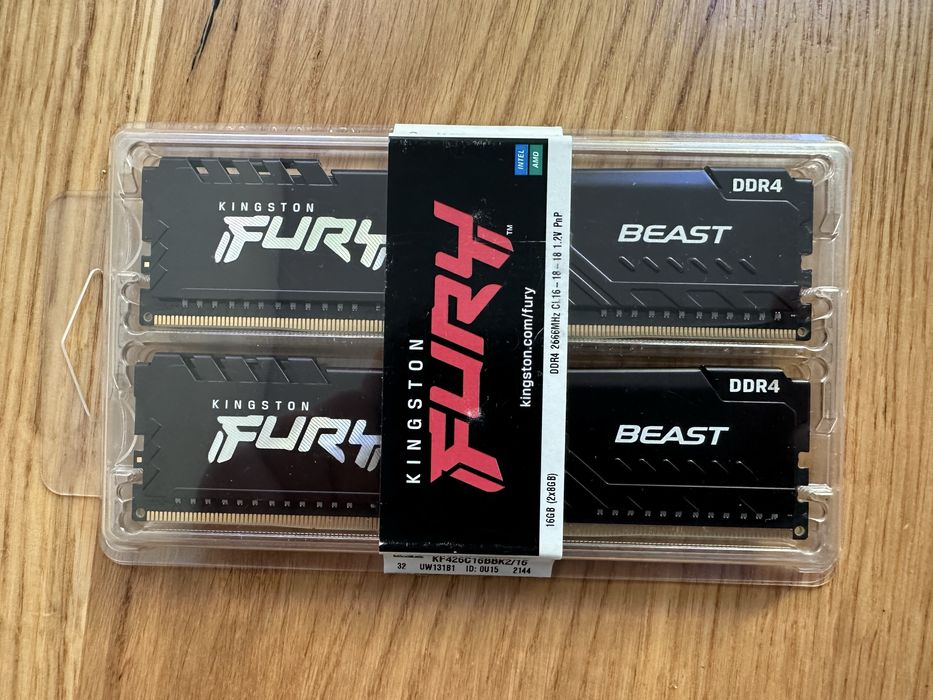 KINGSTON
FURY
BEAST
DDR4
KINGSTON
FURY
BEAST
DDR4
KINGSTON
FURY™
kingston.com/fury
INTEL
AMD
DDR4 2666MHz CL16-18-18 1.2V PnP
16GB (2x8GB)
KF426C16BBK2/16
32 UW131B1 ID: 0U15 2144